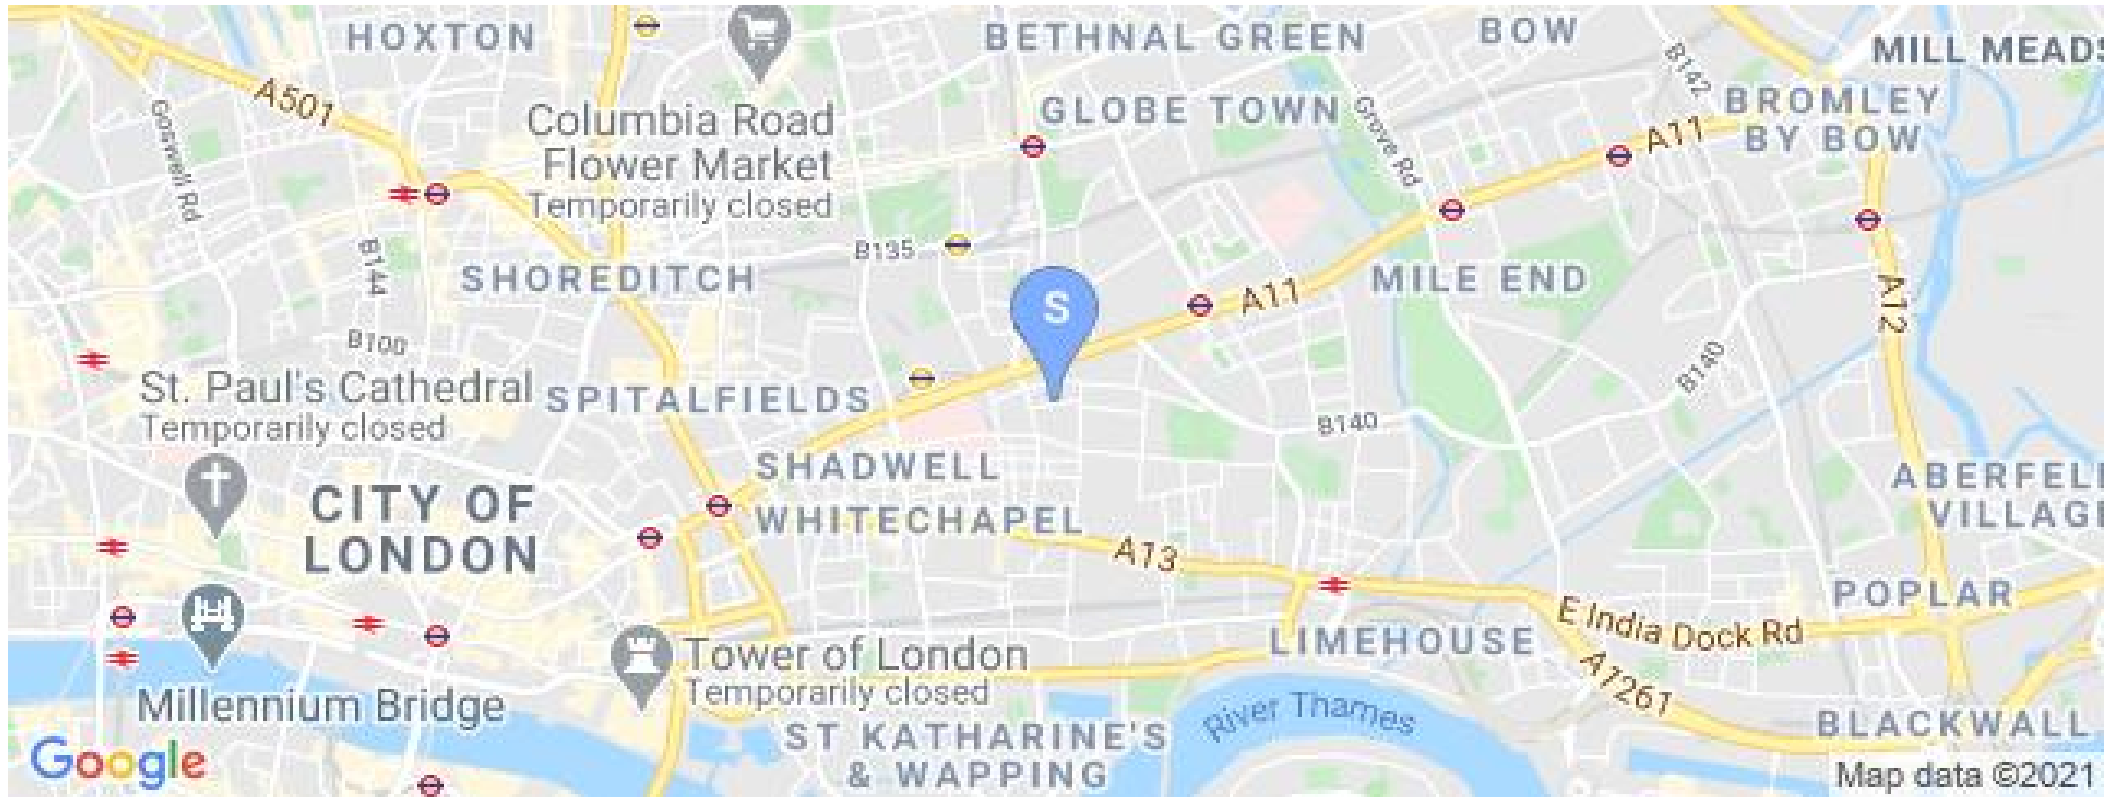 HOXTON
BETHNAL GREEN
BOW
MILL MEADS
A501
Goswell Rd
Columbia Road
Flower Market
Temporarily closed
GLOBE TOWN
Grove Rd
B142
BROMLEY
BY BOW
A11
B144
B135
SHOREDITCH
S
A11
MILE END
A12
B100
B140
St. Paul's Cathedral
Temporarily closed
SPITALFIELDS
B140
SHADWELL
ABERFEL
VILLAG
CITY OF
LONDON
WHITECHAPEL
A13
POPLAR
E India Dock Rd
LIMEHOUSE
Tower of London
Temporarily closed
A1261
Millennium Bridge
River Thames
ST KATHARINE'S
& WAPPING
BLACKWALL
Google
Map data ©2021